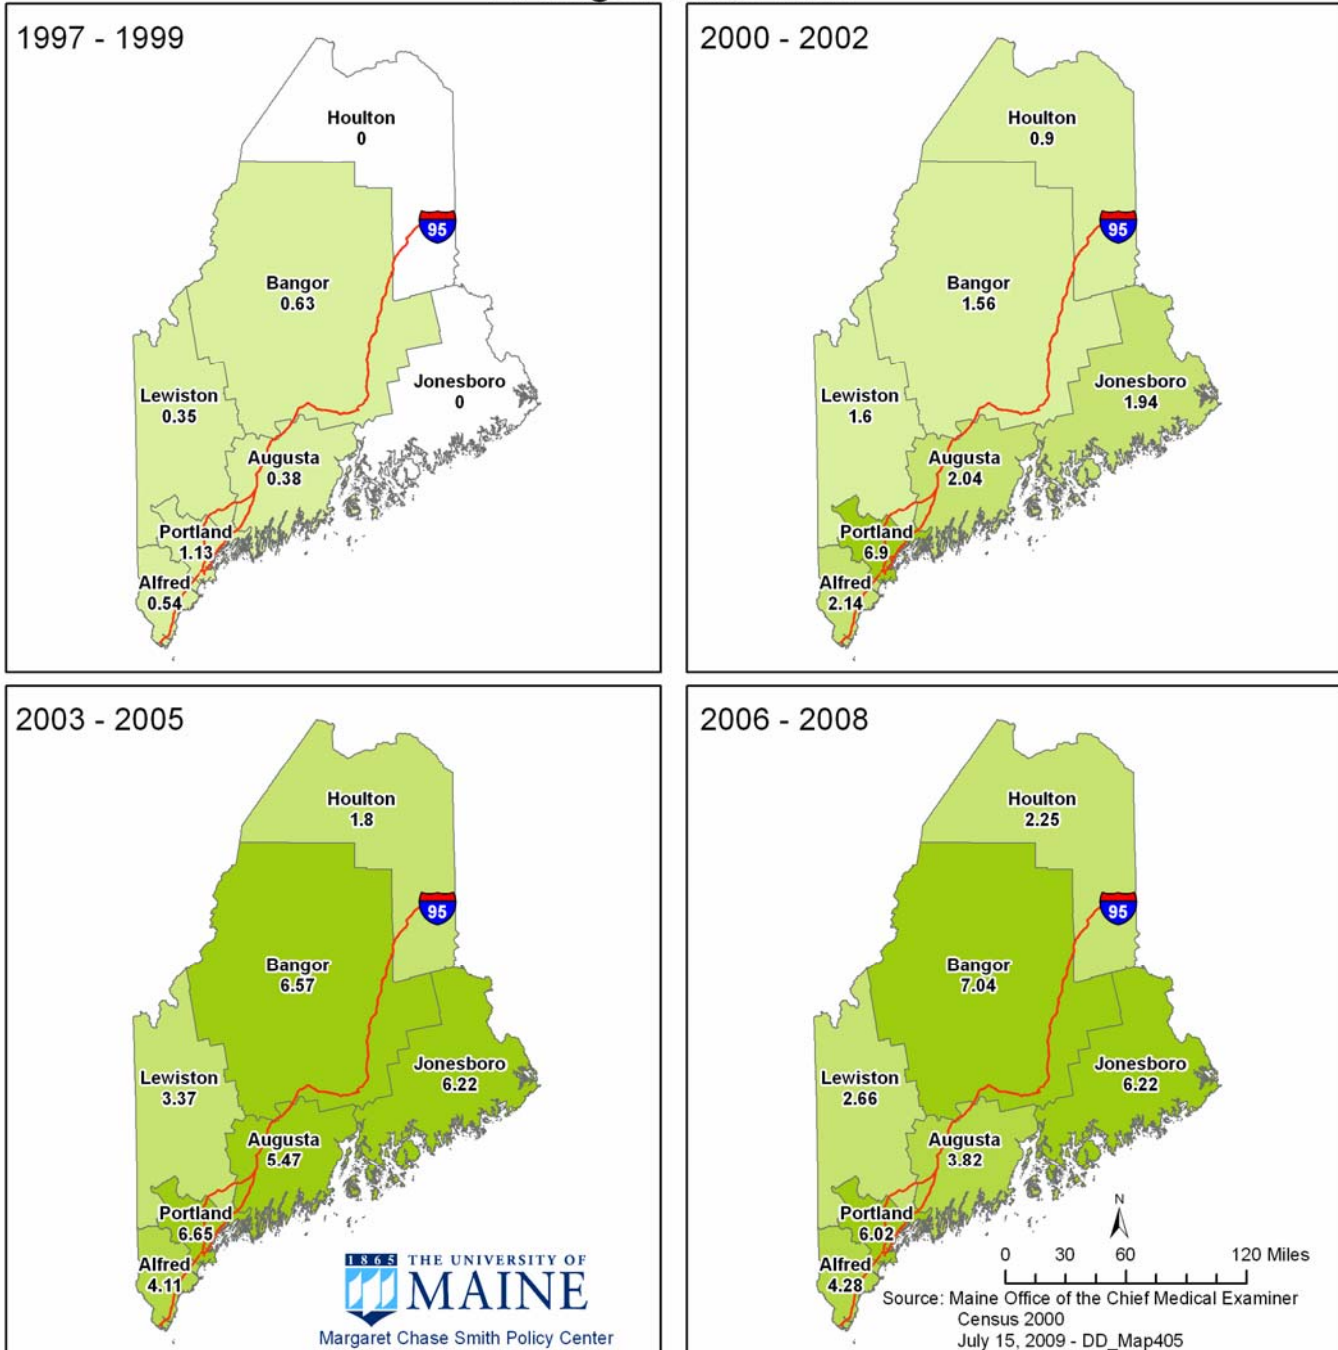 1997 - 1999
Houlton
0
95
Bangor
0.63
Lewiston
0.35
Jonesboro
0
Augusta
0.38
Portland
1.13
Alfred
0.54
2000 - 2002
Houlton
0.9
95
Bangor
1.56
Lewiston
1.6
Jonesboro
1.94
Augusta
2.04
Portland
6.9
Alfred
2.14
2003 - 2005
Houlton
1.8
95
Bangor
6.57
Lewiston
3.37
Jonesboro
6.22
Augusta
5.47
Portland
6.65
Alfred
4.11
1865 THE UNIVERSITY OF
MAINE
Margaret Chase Smith Policy Center
2006 - 2008
Houlton
2.25
95
Bangor
7.04
Lewiston
2.66
Jonesboro
6.22
Augusta
3.82
Portland
6.02
Alfred
4.28
N
0 30 60 120 Miles
Source: Maine Office of the Chief Medical Examiner
Census 2000
July 15, 2009 - DD_Map405